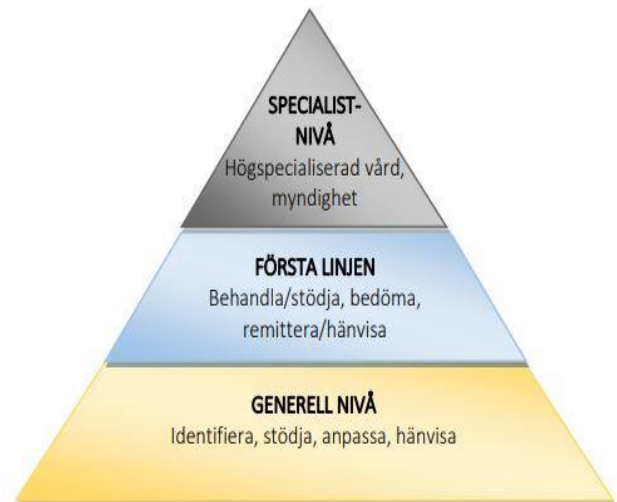 SPECIALIST-
NIVÅ
Högspecialiserad vård,
myndighet
FÖRSTA LINJEN
Behandla/stödja, bedöma,
remittera/hänvisa
GENERELL NIVÅ
Identifiera, stödja, anpassa, hänvisa